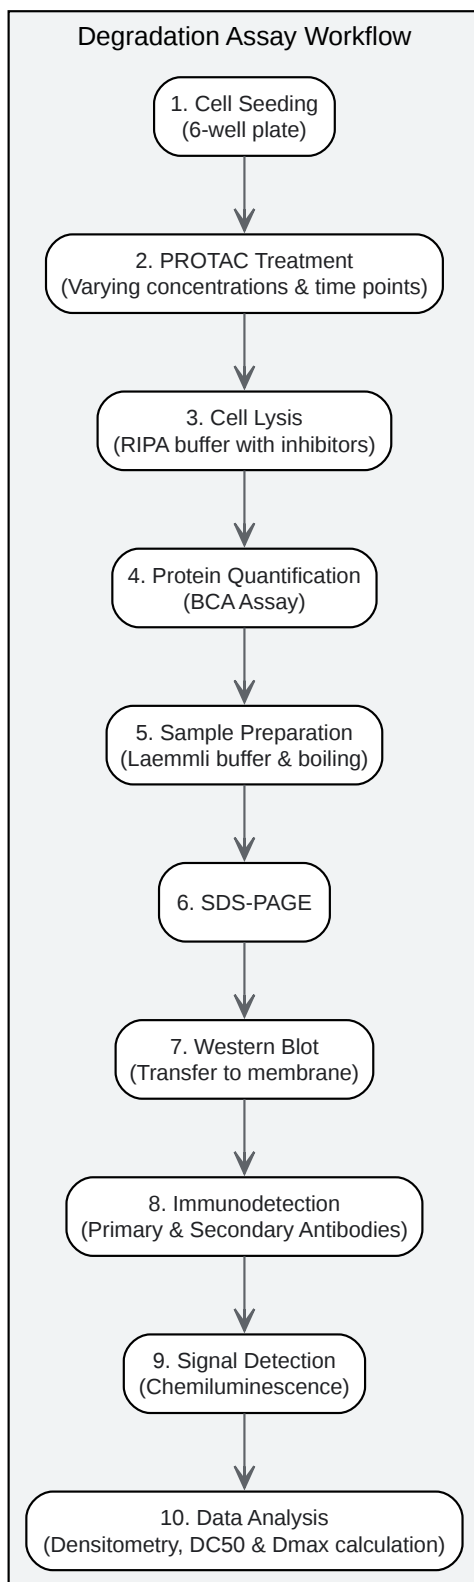 Degradation Assay Workflow
1. Cell Seeding
(6-well plate)
2. PROTAC Treatment
(Varying concentrations & time points)
3. Cell Lysis
(RIPA buffer with inhibitors)
4. Protein Quantification
(BCA Assay)
5. Sample Preparation
(Laemmli buffer & boiling)
6. SDS-PAGE
7. Western Blot
(Transfer to membrane)
8. Immunodetection
(Primary & Secondary Antibodies)
9. Signal Detection
(Chemiluminescence)
10. Data Analysis
(Densitometry, DC50 & Dmax calculation)